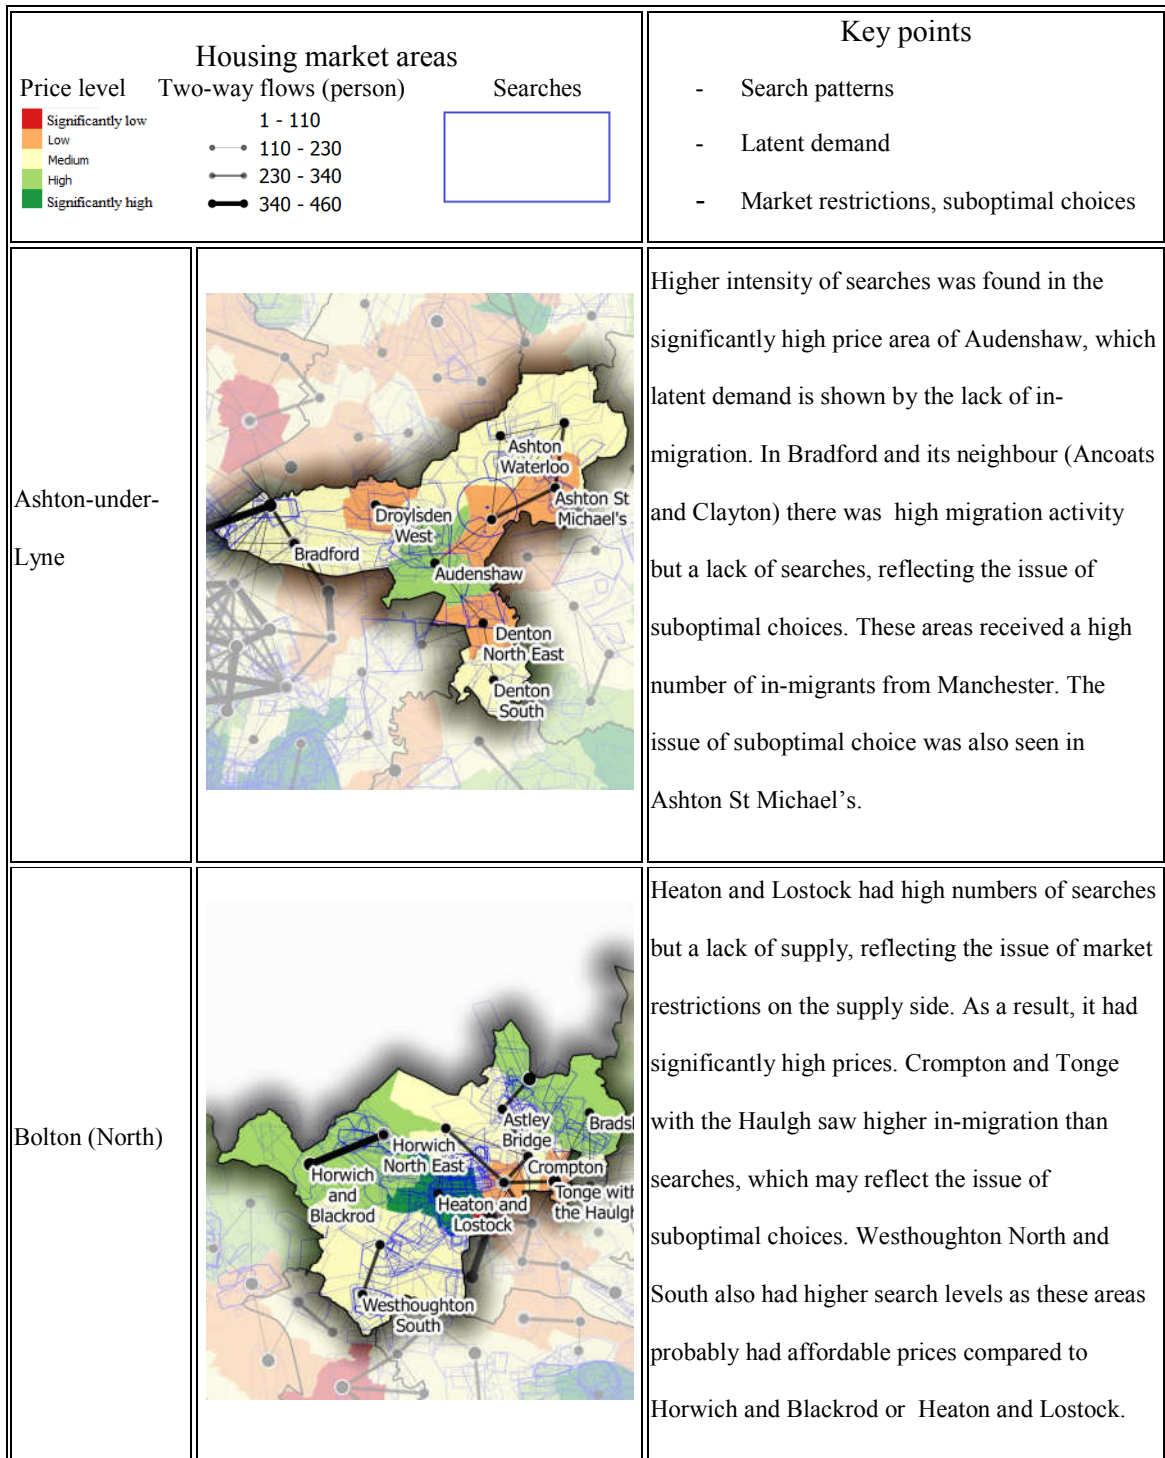 Housing market areas
Price level
Two-way flows (person)
Searches
Significantly low
Low
Medium
High
Significantly high
1 - 110
110 - 230
230 - 340
340 - 460
Key points
- Search patterns
- Latent demand
- Market restrictions, suboptimal choices
Ashton-under-
Lyne
Ashton
Waterloo
Ashton St
Michael's
Droylsden
West
Bradford
Audenshaw
Denton
North East
Denton
South
Higher intensity of searches was found in the
significantly high price area of Audenshaw, which
latent demand is shown by the lack of in-
migration. In Bradford and its neighbour (Ancoats
and Clayton) there was  high migration activity
but a lack of searches, reflecting the issue of
suboptimal choices. These areas received a high
number of in-migrants from Manchester. The
issue of suboptimal choice was also seen in
Ashton St Michael’s.
Bolton (North)
Astley
Bridge
Bradsh
Horwich
North East
Crompton
Horwich
and
Blackrod
Heaton and
Lostock
Tonge with
the Haulgh
Westhoughton
South
Heaton and Lostock had high numbers of searches
but a lack of supply, reflecting the issue of market
restrictions on the supply side. As a result, it had
significantly high prices. Crompton and Tonge
with the Haulgh saw higher in-migration than
searches, which may reflect the issue of
suboptimal choices. Westhoughton North and
South also had higher search levels as these areas
probably had affordable prices compared to
Horwich and Blackrod or  Heaton and Lostock.